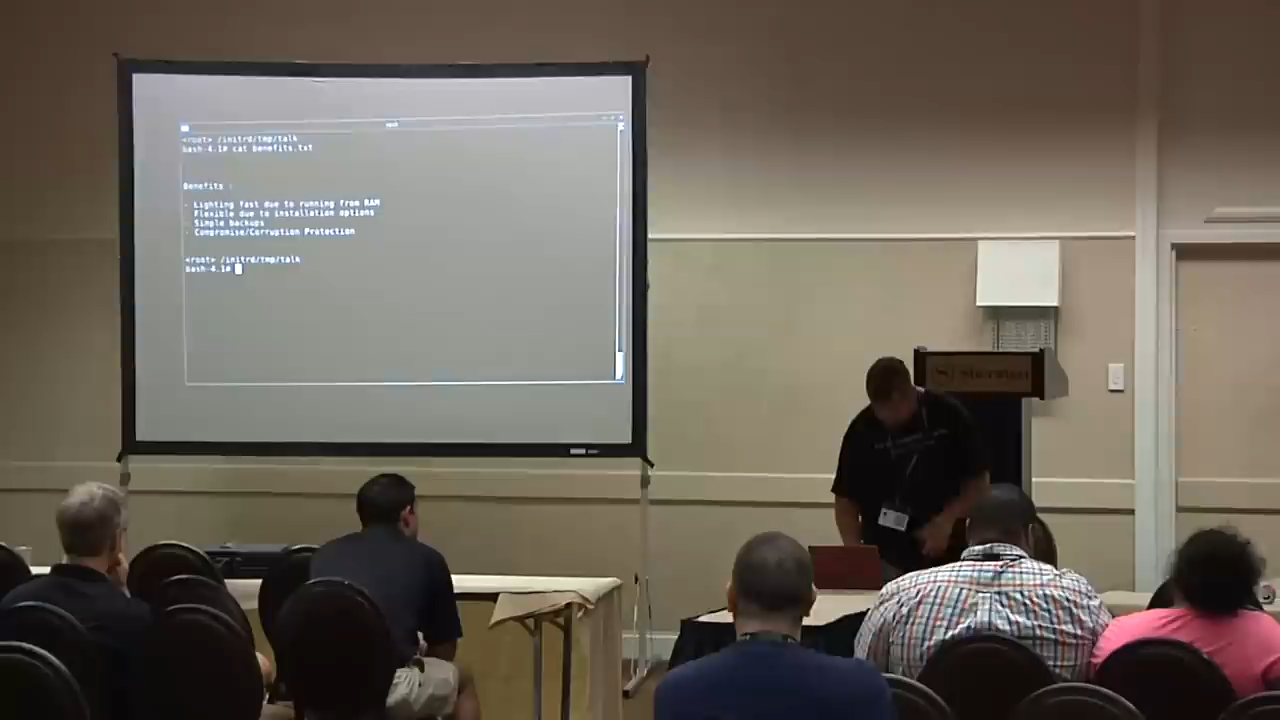 <root> /initrd/tmp/talk
bash-4.1# cat benefits.txt
Benefits :
- Lighting fast due to running from RAM
- Flexible due to installation options
- Simple backups
- Compromise/Corruption Protection
<root> /initrd/tmp/talk
bash-4.1#
Sheraton